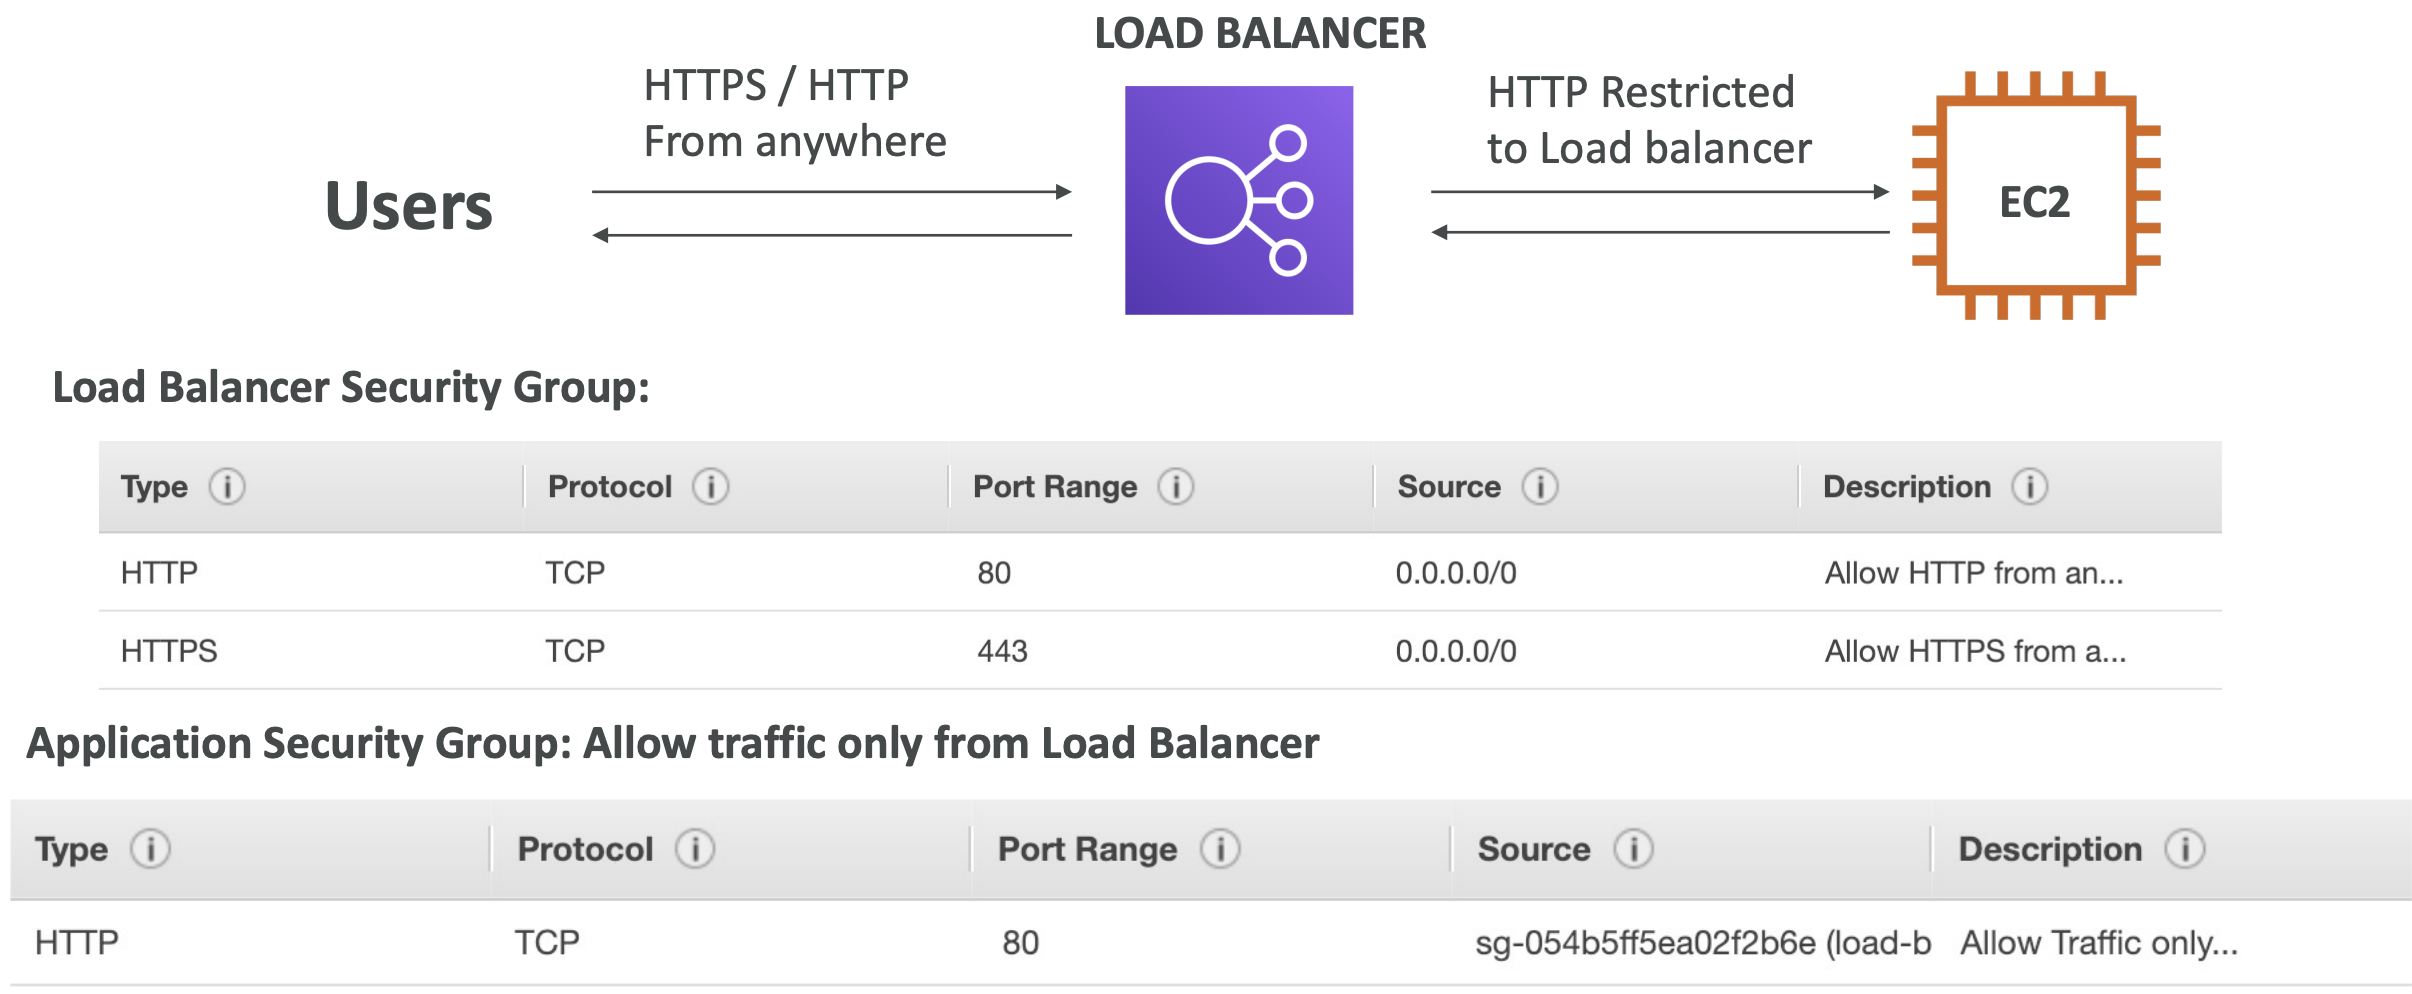 LOAD BALANCER
HTTPS / HTTP
From anywhere
HTTP Restricted
to Load balancer
Users
EC2
Load Balancer Security Group:
Type Protocol Port Range Source Description
HTTP TCP 80 0.0.0.0/0 Allow HTTP from an...
HTTPS TCP 443 0.0.0.0/0 Allow HTTPS from a...
Application Security Group: Allow traffic only from Load Balancer
Type Protocol Port Range Source Description
HTTP TCP 80 sg-054b5ff5ea02f2b6e (load-b Allow Traffic only...